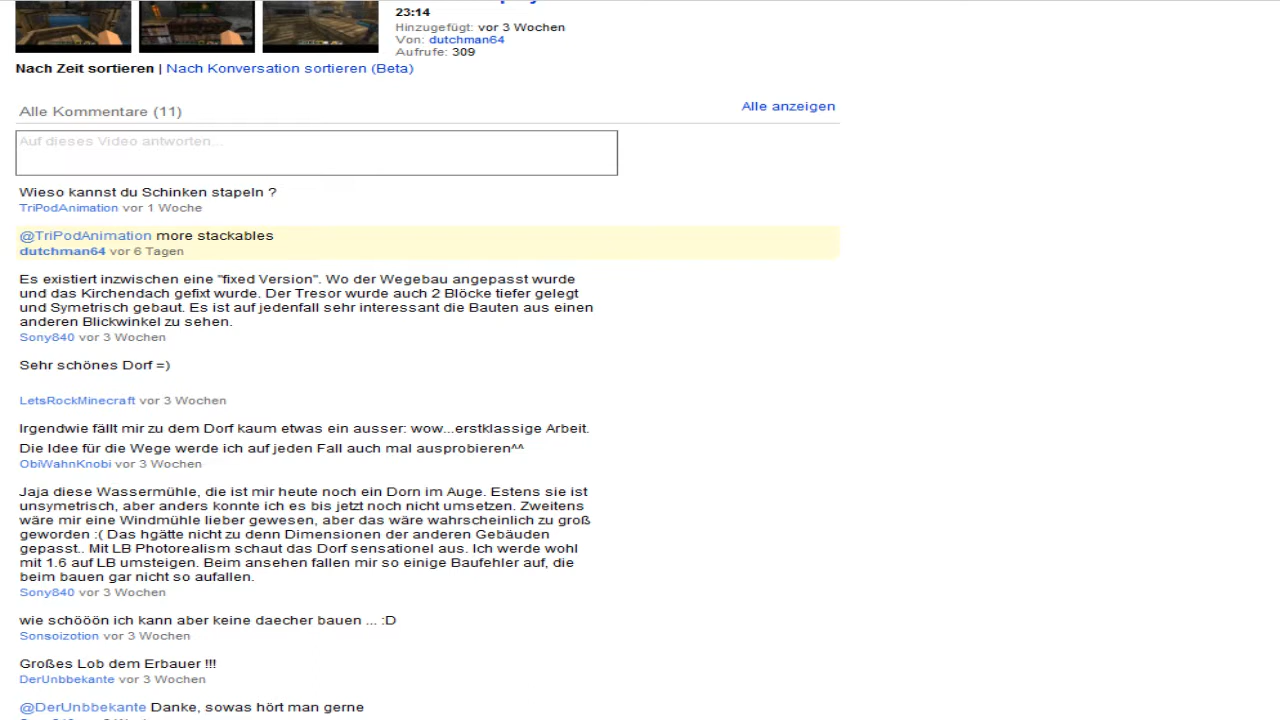 23:14
Hinzugefügt: vor 3 Wochen
Von: dutchman64
Aufrufe: 309
Nach Zeit sortieren | Nach Konversation sortieren (Beta)
Alle Kommentare (11)
Alle anzeigen
Auf dieses Video antworten...
Wieso kannst du Schinken stapeln ?
TriPodAnimation vor 1 Woche
@TriPodAnimation more stackables
dutchman64 vor 6 Tagen
Es existiert inzwischen eine "fixed Version". Wo der Wegebau angepasst wurde
und das Kirchendach gefixt wurde. Der Tresor wurde auch 2 Blöcke tiefer gelegt
und Symetrisch gebaut. Es ist auf jedenfall sehr interessant die Bauten aus einen
anderen Blickwinkel zu sehen.
Sony840 vor 3 Wochen
Sehr schönes Dorf =)
LetsRockMinecraft vor 3 Wochen
Irgendwie fällt mir zu dem Dorf kaum etwas ein ausser: wow...erstklassige Arbeit.
Die Idee für die Wege werde ich auf jeden Fall auch mal ausprobieren^^
ObiWahnKnobi vor 3 Wochen
Jaja diese Wassermühle, die ist mir heute noch ein Dorn im Auge. Estens sie ist
unsymetrisch, aber anders konnte ich es bis jetzt noch nicht umsetzen. Zweitens
wäre mir eine Windmühle lieber gewesen, aber das wäre wahrscheinlich zu groß
geworden :( Das hgätte nicht zu denn Dimensionen der anderen Gebäuden
gepasst.. Mit LB Photorealism schaut das Dorf sensationel aus. Ich werde wohl
mit 1.6 auf LB umsteigen. Beim ansehen fallen mir so einige Baufehler auf, die
beim bauen gar nicht so aufallen.
Sony840 vor 3 Wochen
wie schööön ich kann aber keine daecher bauen ... :D
Sonsoizotion vor 3 Wochen
Großes Lob dem Erbauer !!!
DerUnbbekante vor 3 Wochen
@DerUnbbekante Danke, sowas hört man gerne